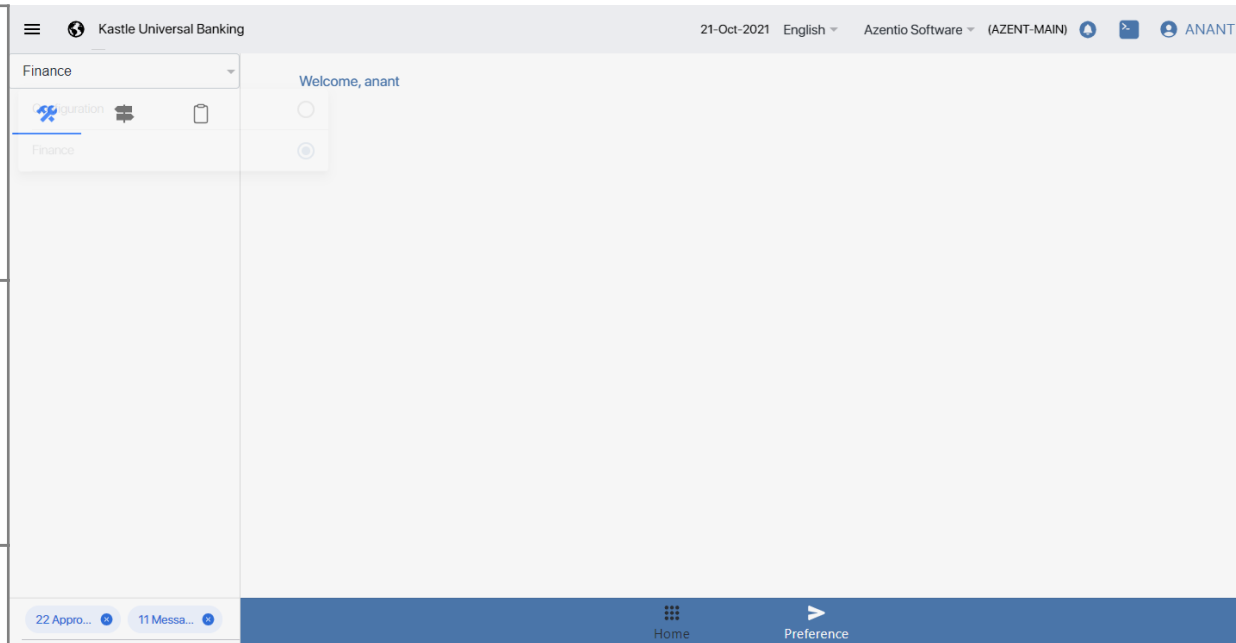 Kastle Universal Banking 21-Oct-2021 English Azentio Software (AZENT-MAIN) ANANT
Finance
Welcome, anant
Configuration
Finance
22 Appro... 11 Messa...
Home Preference